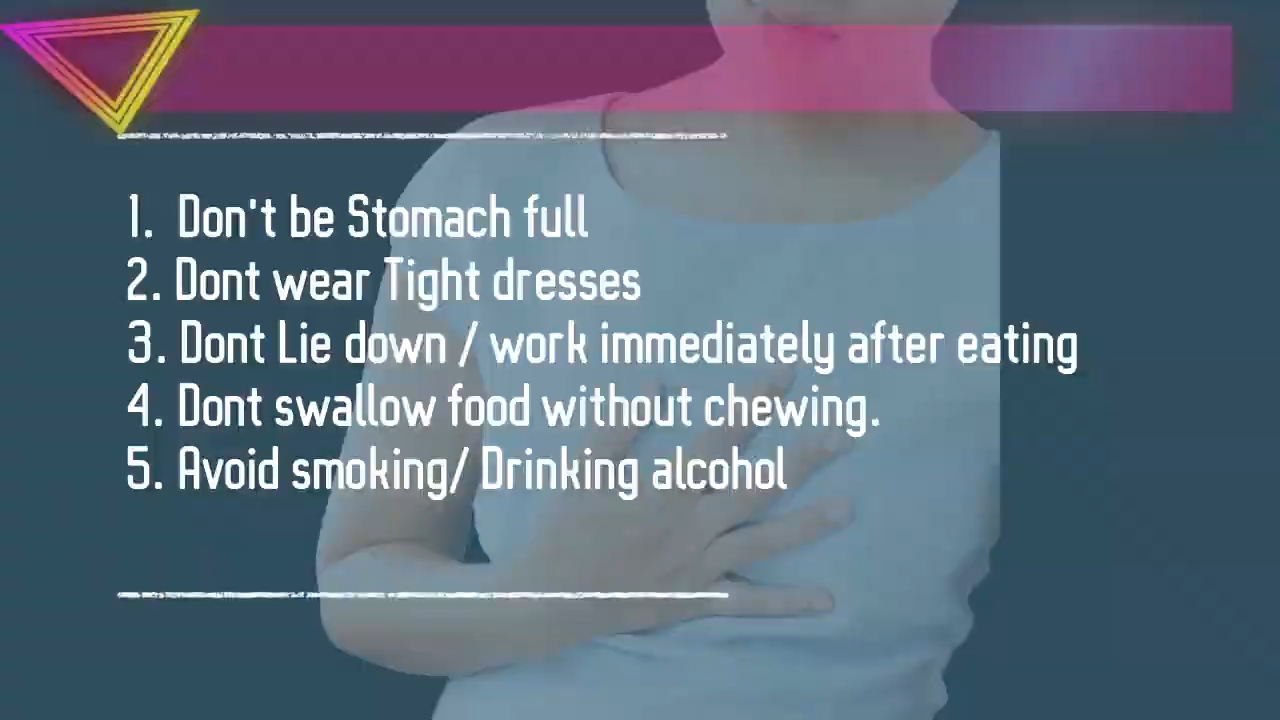 1. Don't be Stomach full
2. Dont wear Tight dresses
3. Dont Lie down / work immediately after eating
4. Dont swallow food without chewing.
5. Avoid smoking/ Drinking alcohol